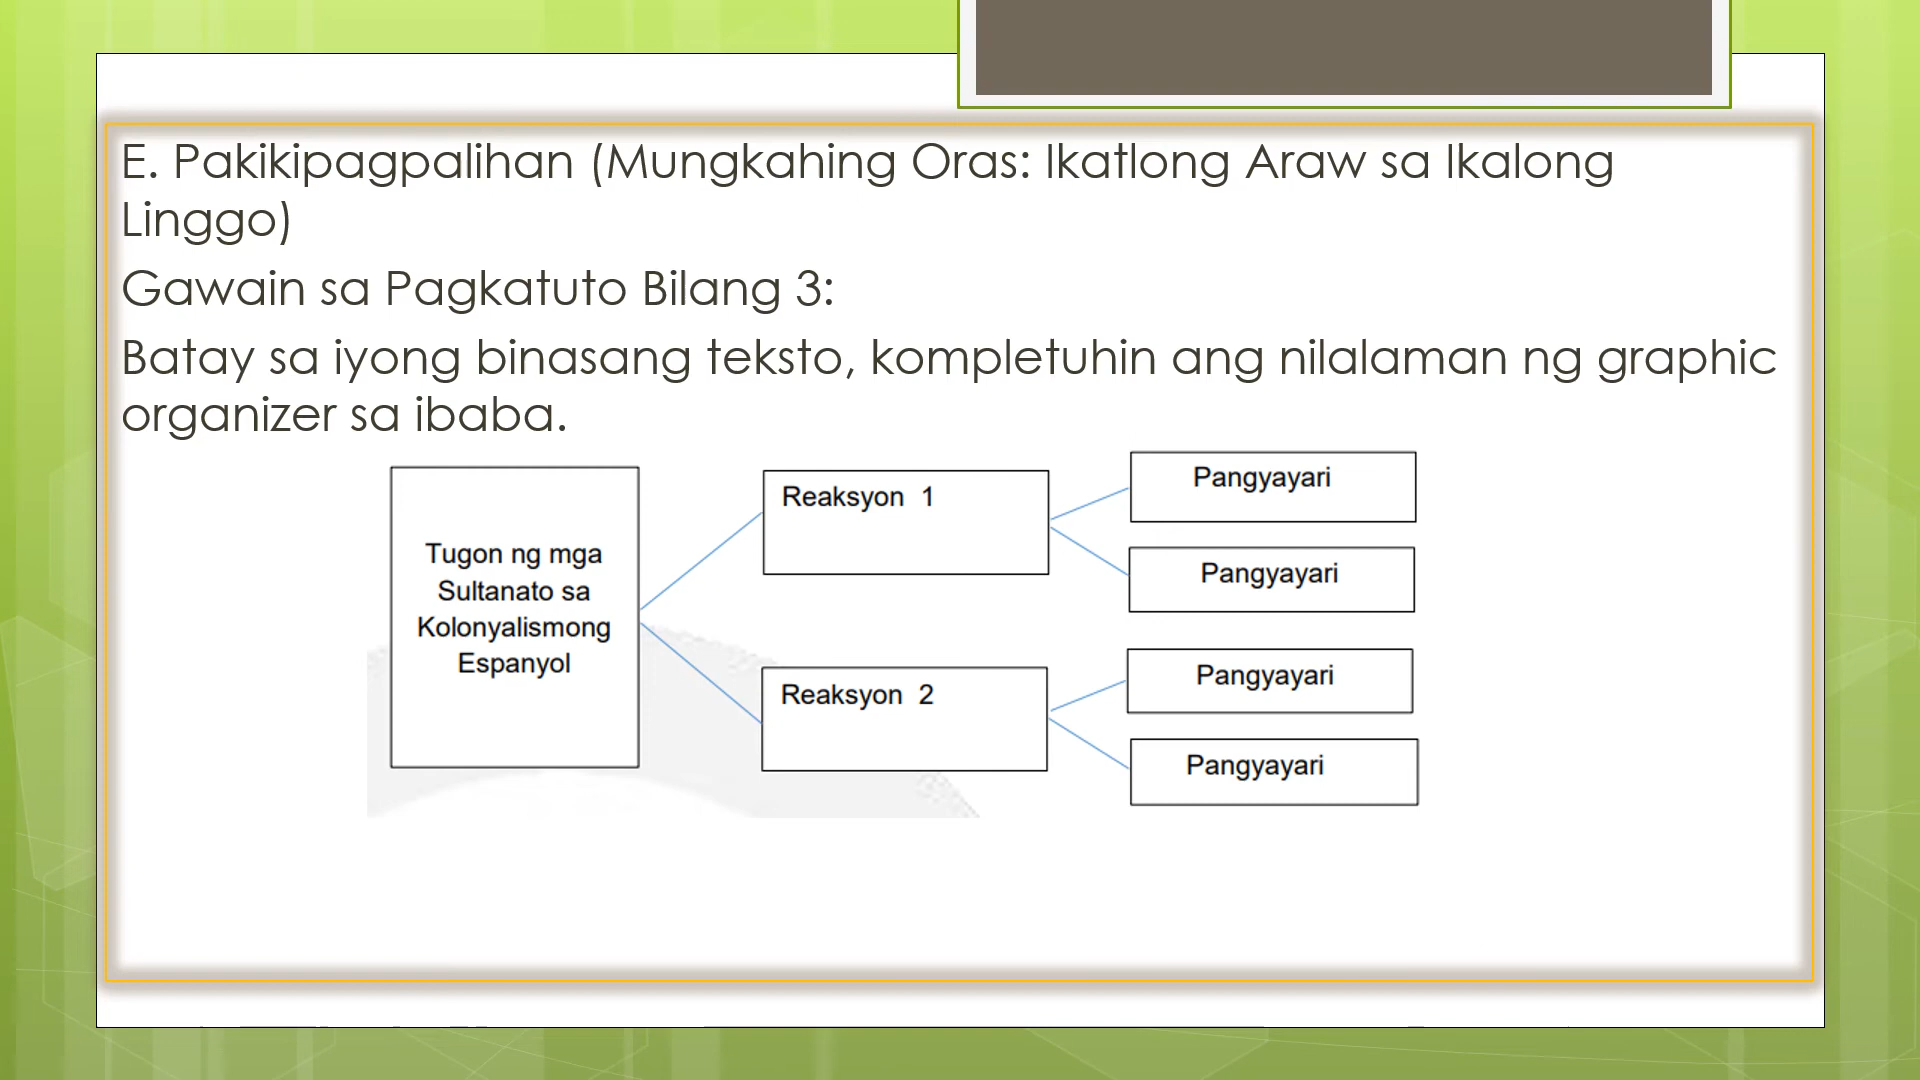 E. Pakikipagpalihan (Mungkahing Oras: Ikatlong Araw sa Ikalong
Linggo)
Gawain sa Pagkatuto Bilang 3:
Batay sa iyong binasang teksto, kompletuhin ang nilalaman ng graphic
organizer sa ibaba.
Tugon ng mga
Sultanato sa
Kolonyalismong
Espanyol
Reaksyon 1
Pangyayari
Pangyayari
Reaksyon 2
Pangyayari
Pangyayari